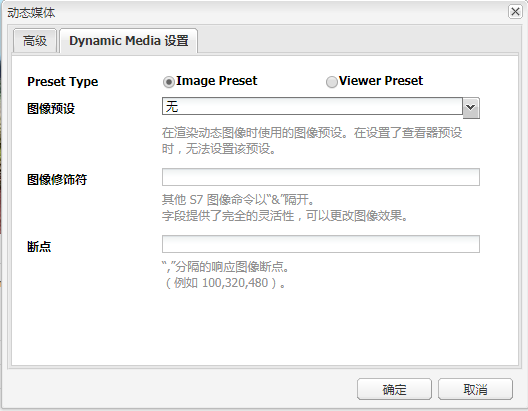 动态媒体
高级
Dynamic Media 设置
Preset Type
Image Preset
Viewer Preset
图像预设
无
在渲染动态图像时使用的图像预设。在设置了查看器预设
时，无法设置该预设。
图像修饰符
其他 S7 图像命令以“&”隔开。
字段提供了完全的灵活性，可以更改图像效果。
断点
“,”分隔的响应图像断点。
（例如 100,320,480）。
确定
取消